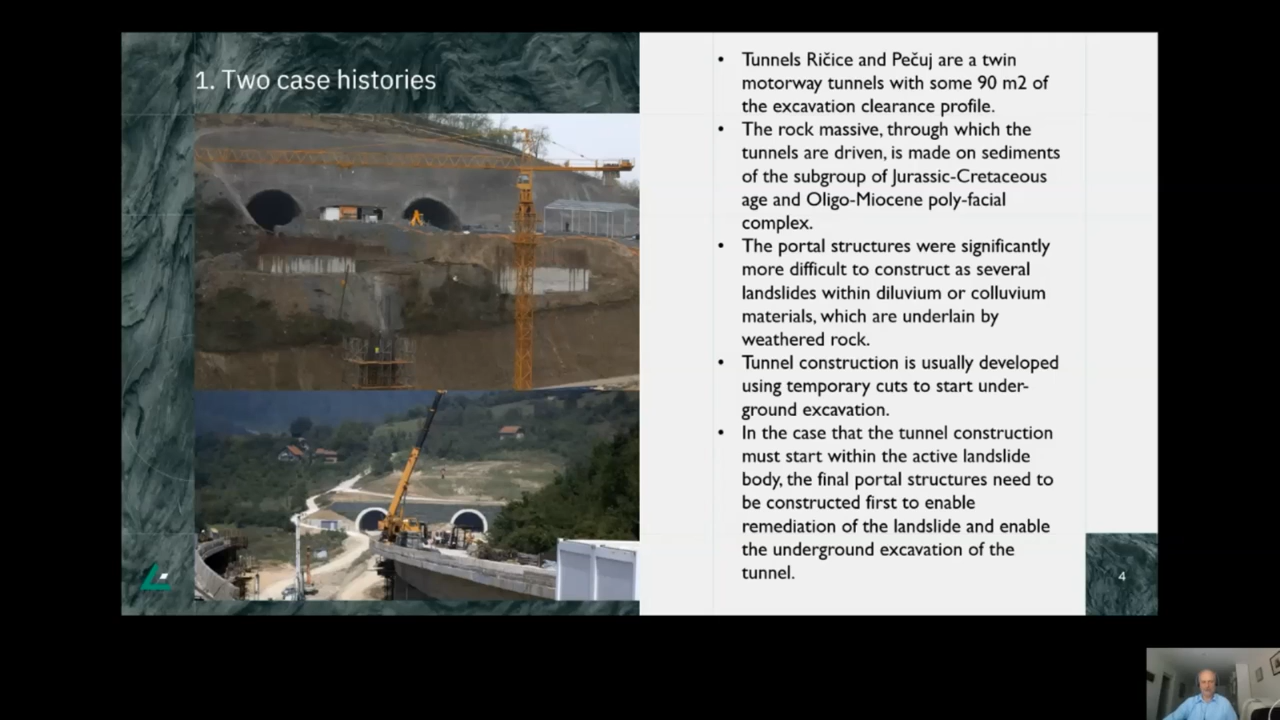 1. Two case histories
• Tunnels Ričice and Pečuj are a twin
motorway tunnels with some 90 m2 of
the excavation clearance profile.
• The rock massive, through which the
tunnels are driven, is made on sediments
of the subgroup of Jurassic-Cretaceous
age and Oligo-Miocene poly-facial
complex.
• The portal structures were significantly
more difficult to construct as several
landslides within diluvium or colluvium
materials, which are underlain by
weathered rock.
• Tunnel construction is usually developed
using temporary cuts to start under-
ground excavation.
• In the case that the tunnel construction
must start within the active landslide
body, the final portal structures need to
be constructed first to enable
remediation of the landslide and enable
the underground excavation of the
tunnel.
4